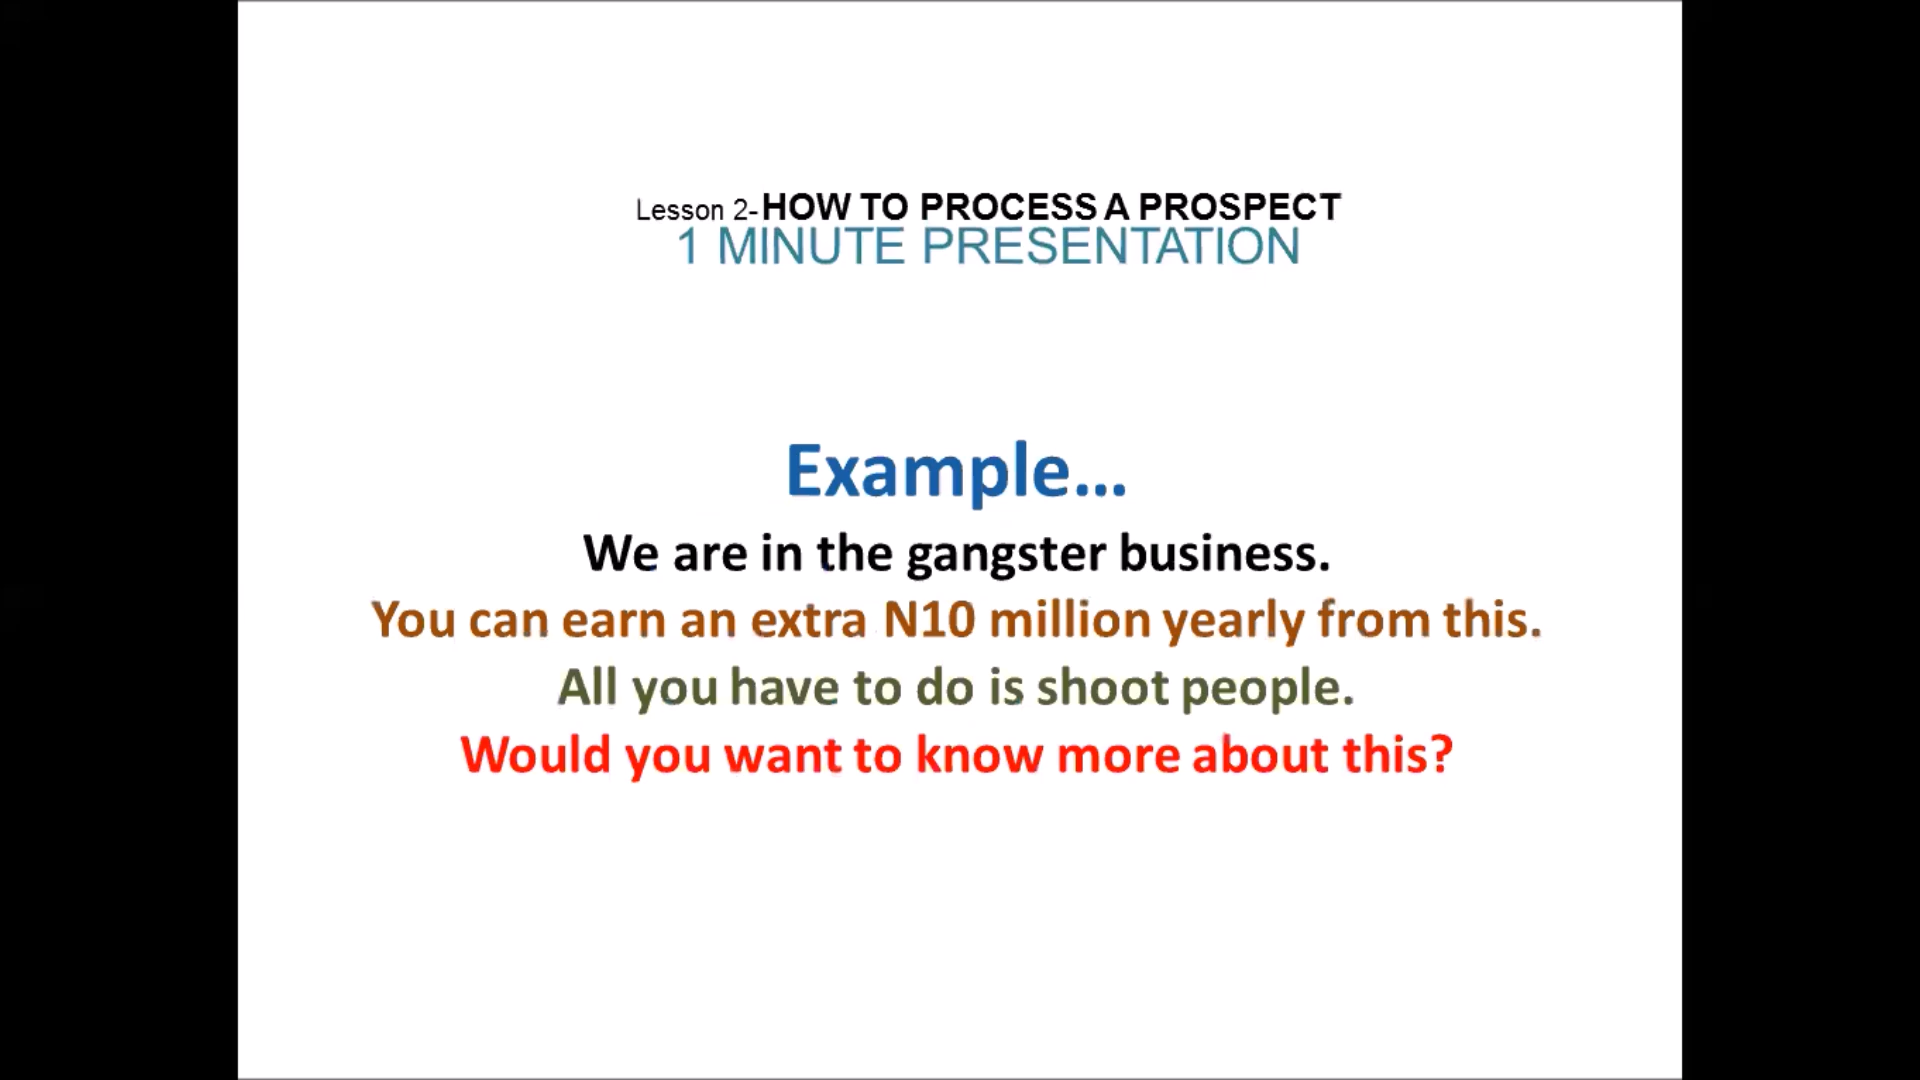 Lesson 2-HOW TO PROCESS A PROSPECT
1 MINUTE PRESENTATION
Example...
We are in the gangster business.
You can earn an extra N10 million yearly from this.
All you have to do is shoot people.
Would you want to know more about this?